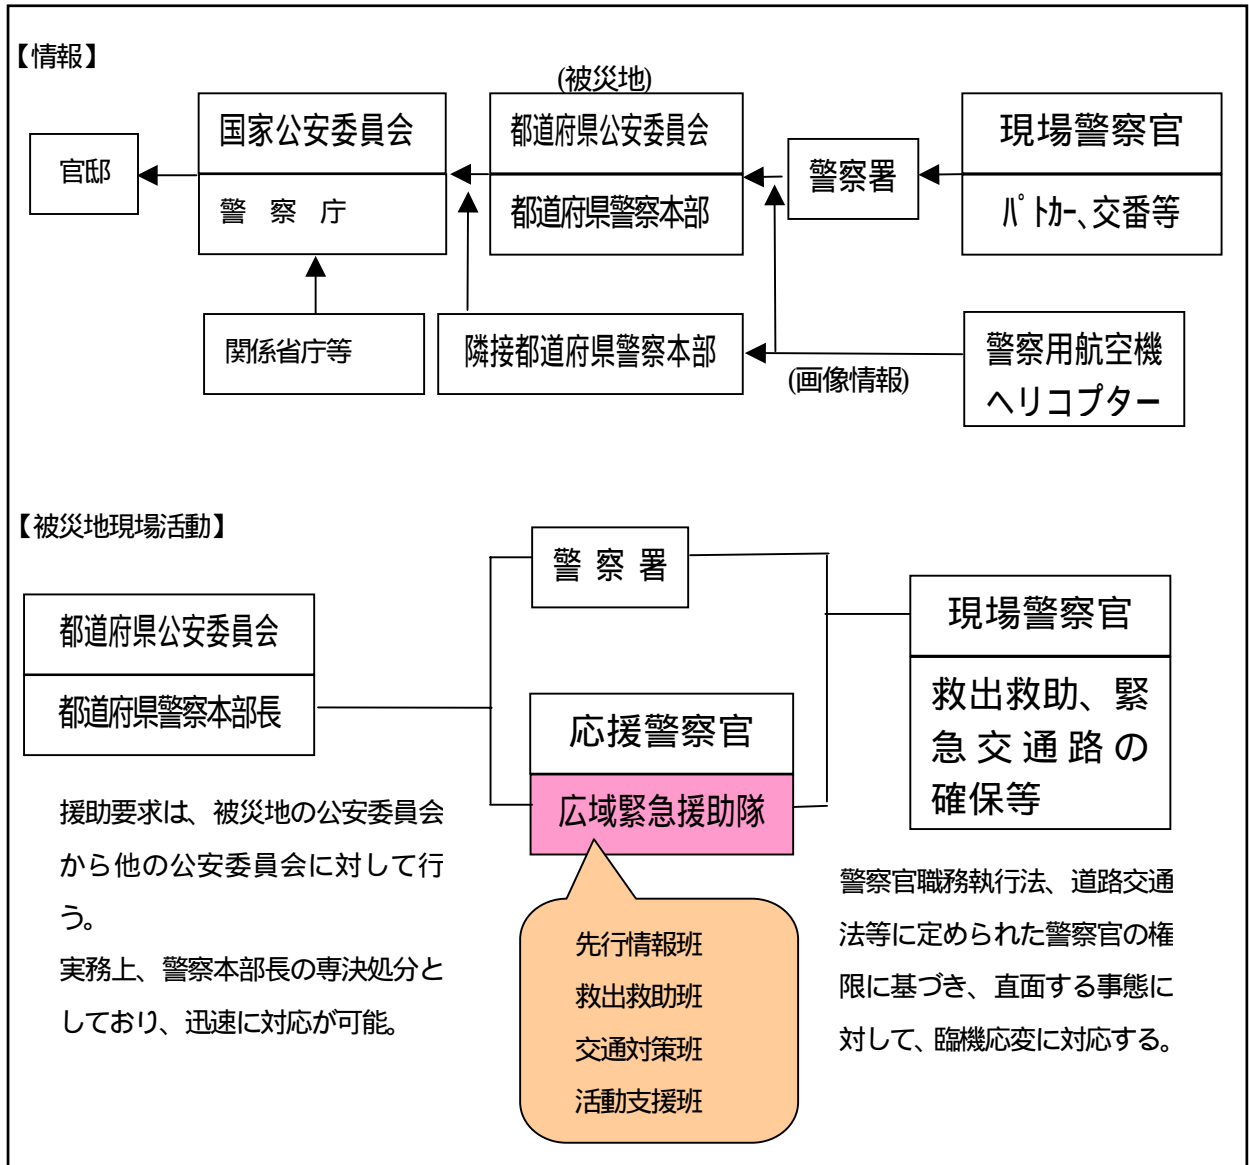 【情報】
(被災地)
官邸
国家公安委員会
警　察　庁
都道府県公安委員会
都道府県警察本部
警察署
現場警察官
ﾊﾟﾄｶｰ、交番等
関係省庁等
隣接都道府県警察本部
(画像情報)
警察用航空機
ヘリコプター
【被災地現場活動】
都道府県公安委員会
都道府県警察本部長
援助要求は、被災地の公安委員会
から他の公安委員会に対して行
う。
実務上、警察本部長の専決処分と
しており、迅速に対応が可能。
警 察 署
応援警察官
広域緊急援助隊
先行情報班
救出救助班
交通対策班
活動支援班
現場警察官
救出救助、緊
急交通路の
確保等
警察官職務執行法、道路交通
法等に定められた警察官の権
限に基づき、直面する事態に
対して、臨機応変に対応する。